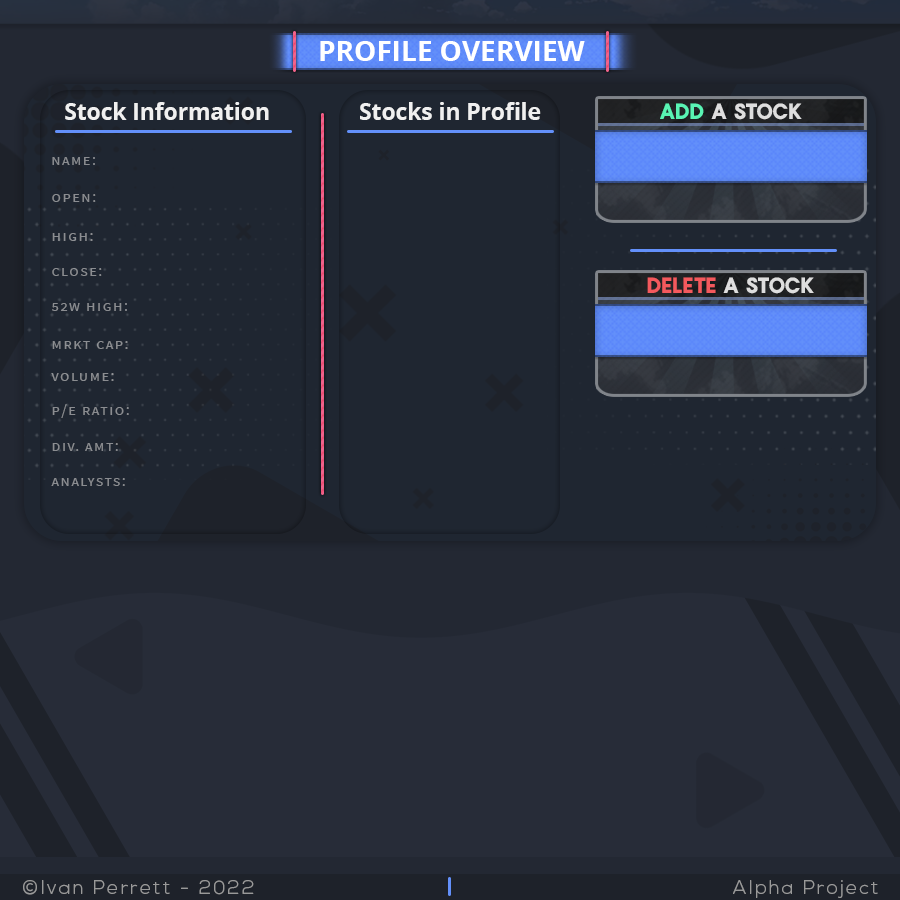 PROFILE OVERVIEW
Stock Information
NAME:
OPEN:
HIGH:
CLOSE:
52W HIGH:
MRKT CAP:
VOLUME:
P/E RATIO:
DIV. AMT:
ANALYSTS:
Stocks in Profile
ADD A STOCK
DELETE A STOCK
©Ivan Perrett - 2022
Alpha Project